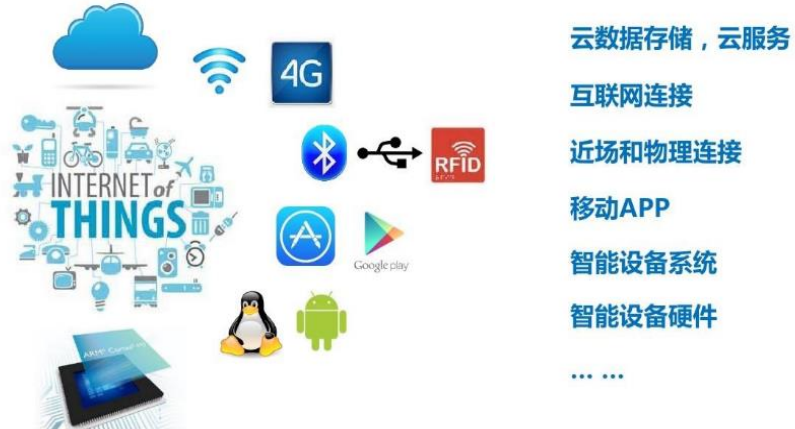 云数据存储，云服务
4G
互联网连接
INTERNET of
THINGS
RFID
近场和物理连接
移动APP
Google play
智能设备系统
智能设备硬件
ARM® Cortex®
... ...